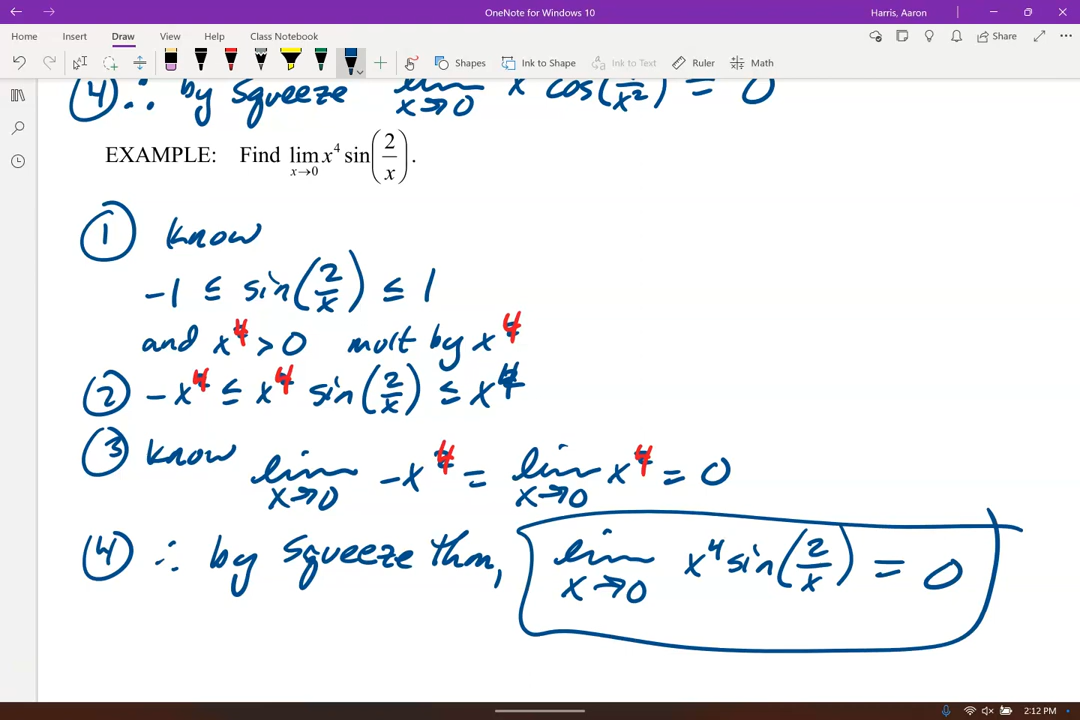 OneNote for Windows 10
Harris, Aaron
Home Insert Draw View Help Class Notebook
Share
Shapes Ink to Shape Ink to Text Ruler Math
(4) ∴ by squeeze lim x→0 x cos(1/x²) = 0
EXAMPLE: Find lim x→0 x⁴ sin(2/x).
① know
-1 ≤ sin(2/x) ≤ 1
and x⁴ > 0 mult by x⁴
② -x⁴ ≤ x⁴ sin(2/x) ≤ x⁴
③ know lim x→0 -x⁴ = lim x→0 x⁴ = 0
④ ∴ by squeeze thm, lim x→0 x⁴ sin(2/x) = 0
2:12 PM